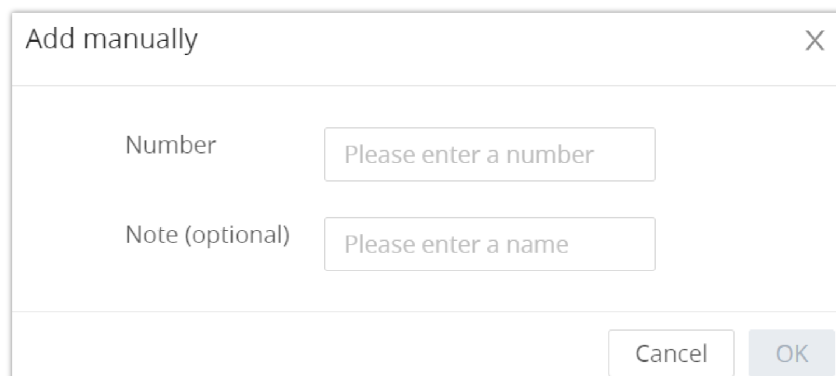 Add manually X
Number Please enter a number
Note (optional) Please enter a name
Cancel OK